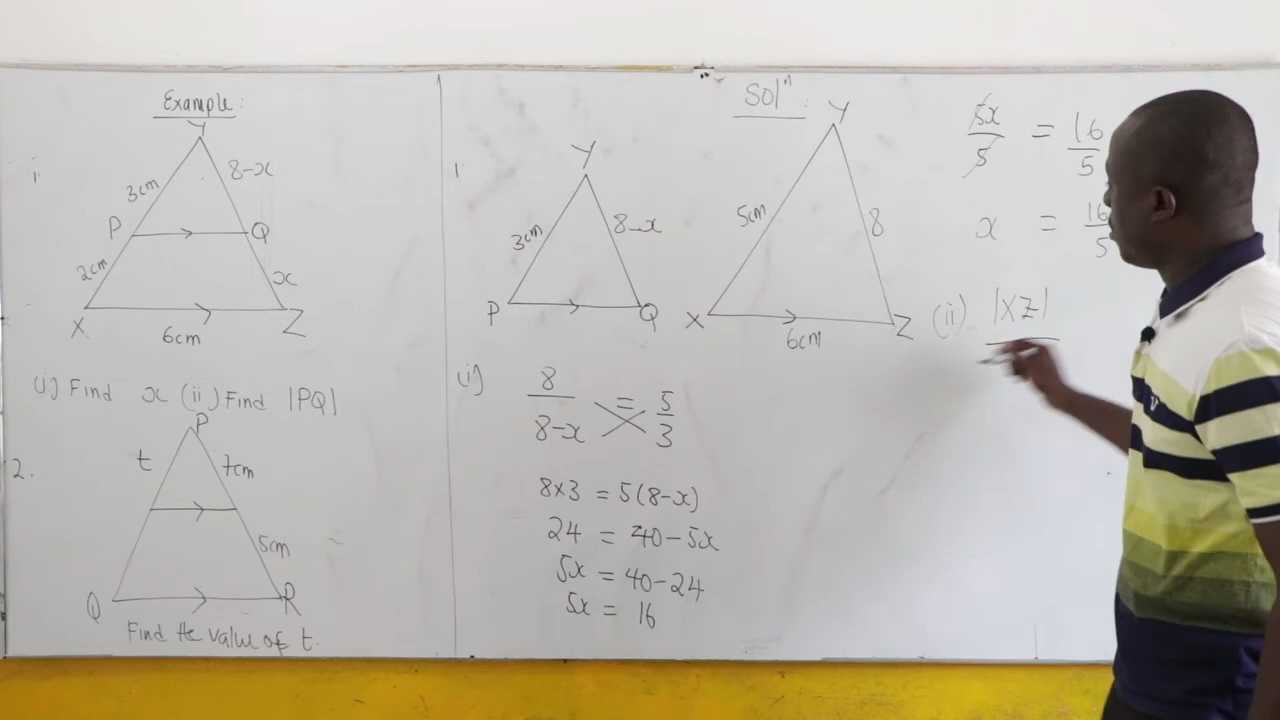 Example:
1.
Y
3cm
8-x
P
Q
2cm
x
X
Z
6cm
(i) Find x (ii) Find |PQ|
2.
P
t
7cm
5cm
Q
R
Find the value of t.
Solⁿ:
1
Y
3cm
8-x
P
Q
Y
5cm
8
X
Z
6cm
(i) 8/(8-x) = 5/3
8x3 = 5(8-x)
24 = 40-5x
5x = 40-24
5x = 16
5x/5 = 16/5
x = 16/5
(ii) |XZ|